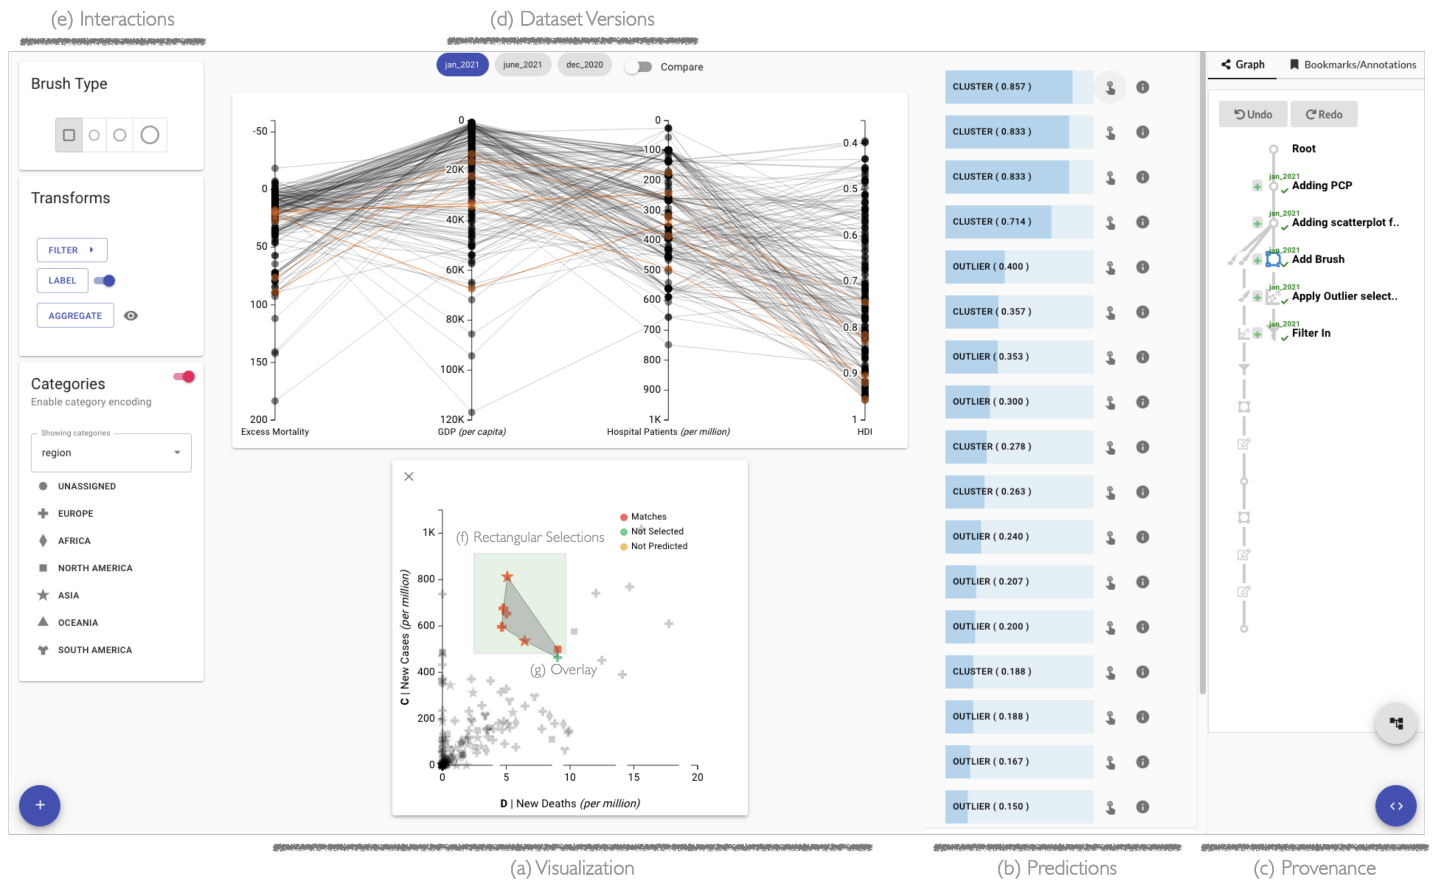 (e) Interactions
(d) Dataset Versions
Brush Type
Transforms
FILTER
LABEL
AGGREGATE
Categories
Enable category encoding
Showing categories
region
UNASSIGNED
EUROPE
AFRICA
NORTH AMERICA
ASIA
OCEANIA
SOUTH AMERICA
+
jan_2021
june_2021
dec_2020
Compare
-50
0
50
100
150
200
Excess Mortality
0
20K
40K
60K
80K
100K
120K
GDP (per capita)
0
100
200
300
400
500
600
700
800
900
1K
Hospital Patients (per million)
0.4
0.5
0.6
0.7
0.8
0.9
1
HDI
Matches
Not Selected
Not Predicted
(f) Rectangular Selections
(g) Overlay
1K
800
600
400
200
0
C | New Cases (per million)
0
5
10
15
20
D | New Deaths (per million)
CLUSTER ( 0.857 )
CLUSTER ( 0.833 )
CLUSTER ( 0.833 )
CLUSTER ( 0.714 )
OUTLIER ( 0.400 )
CLUSTER ( 0.357 )
OUTLIER ( 0.353 )
OUTLIER ( 0.300 )
CLUSTER ( 0.278 )
CLUSTER ( 0.263 )
OUTLIER ( 0.240 )
OUTLIER ( 0.207 )
OUTLIER ( 0.200 )
CLUSTER ( 0.188 )
OUTLIER ( 0.188 )
OUTLIER ( 0.167 )
OUTLIER ( 0.150 )
Graph
Bookmarks/Annotations
Undo
Redo
Root
jan_2021
Adding PCP
jan_2021
Adding scatterplot f..
jan_2021
Add Brush
jan_2021
Apply Outlier select..
jan_2021
Filter In
(a) Visualization
(b) Predictions
(c) Provenance